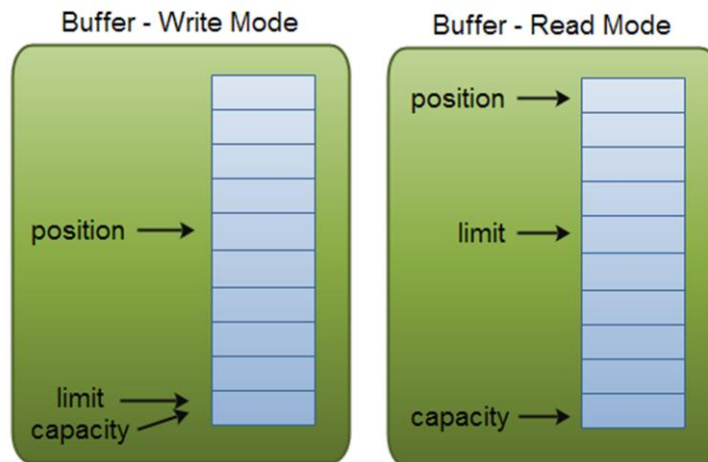 Buffer - Write Mode
position
limit
capacity
Buffer - Read Mode
position
limit
capacity